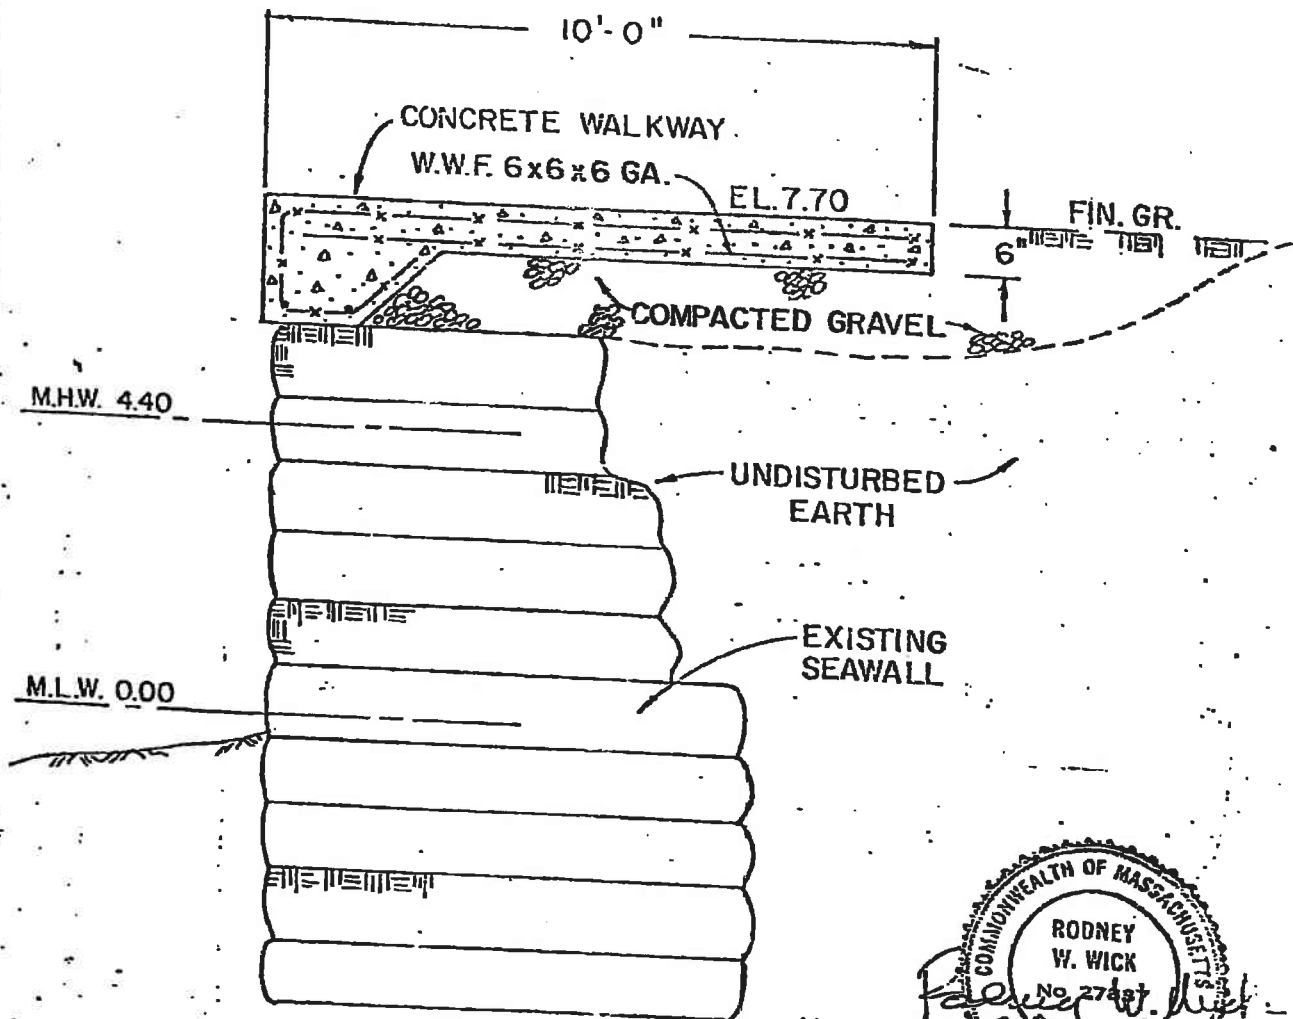 10'-0"
CONCRETE WALKWAY
W.W.F. 6x6x6 GA.
EL. 7.70
FIN. GR.
6"
COMPACTED GRAVEL
M.H.W. 4.40
UNDISTURBED
EARTH
EXISTING
SEAWALL
M.L.W. 0.00
COMMONWEALTH OF MASSACHUSETTS
RODNEY
W. WICK
No.